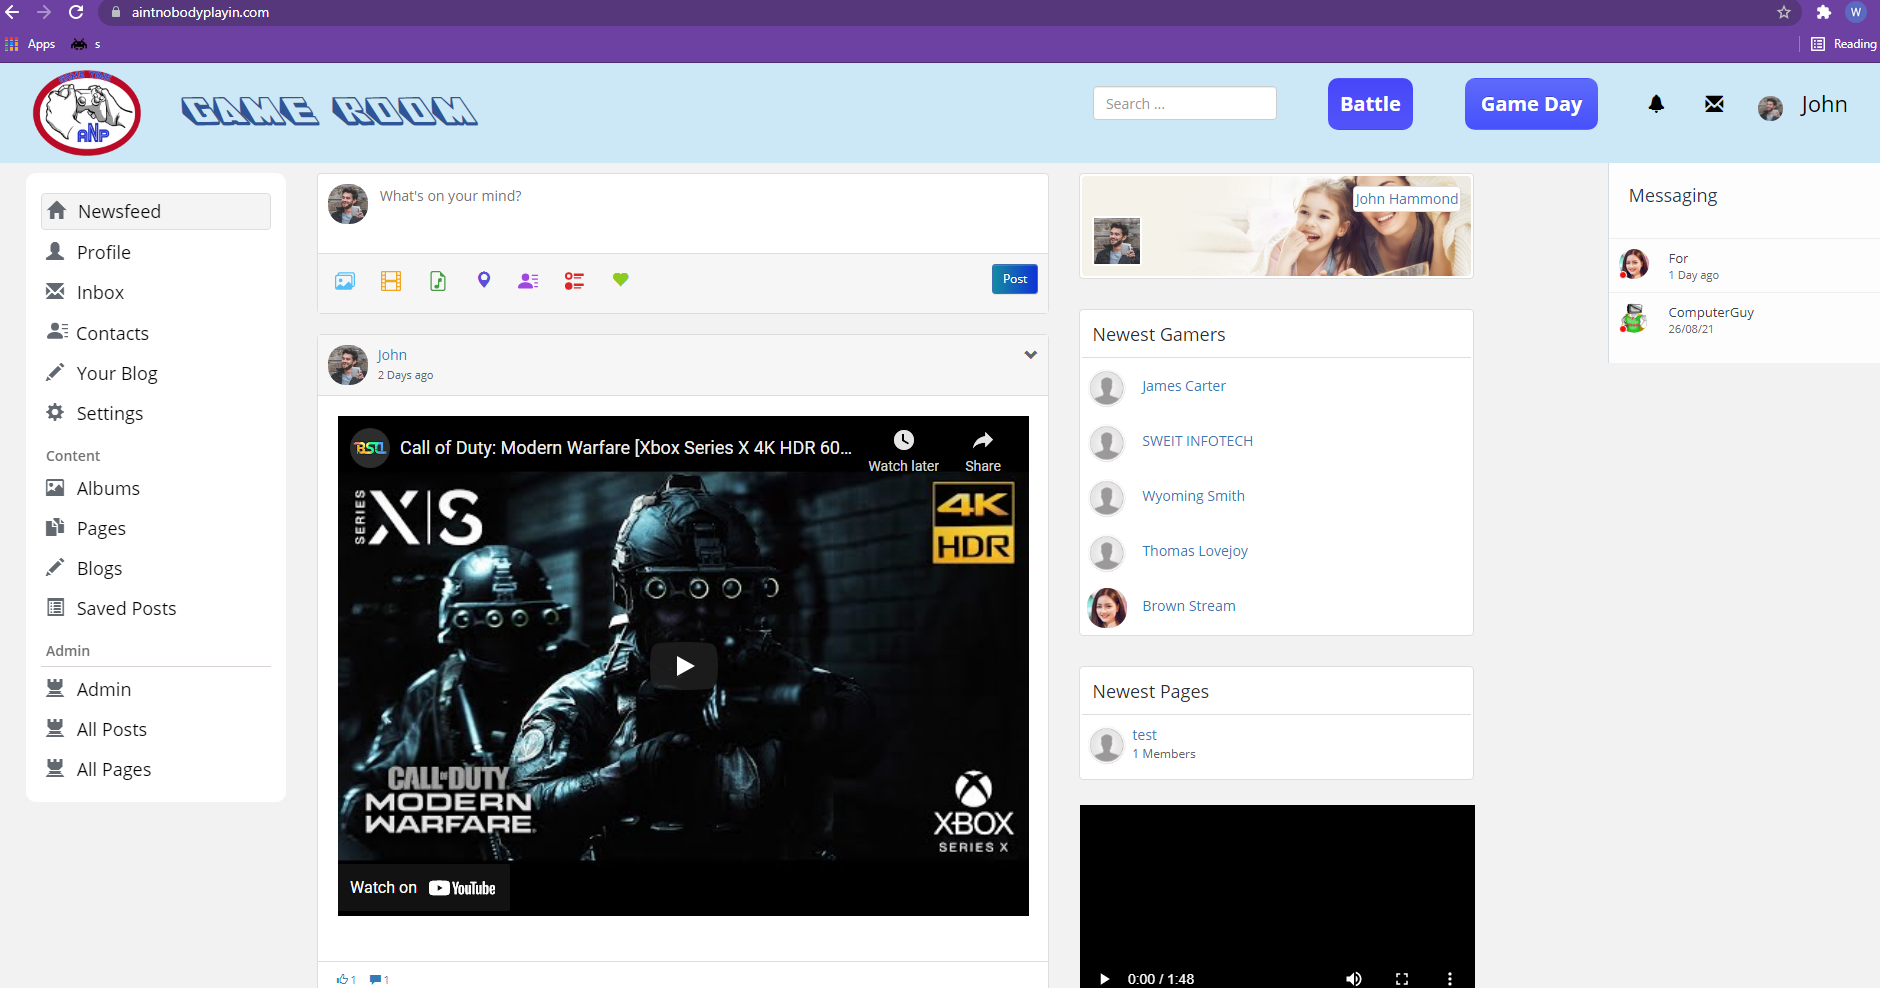 aintnobodyplayin.com
W
Apps
s
Reading
GAME TIME
ANP
GAME ROOM
Search ...
Battle
Game Day
John
Newsfeed
Profile
Inbox
Contacts
Your Blog
Settings
Content
Albums
Pages
Blogs
Saved Posts
Admin
Admin
All Posts
All Pages
What's on your mind?
Post
John
2 Days ago
Call of Duty: Modern Warfare [Xbox Series X 4K HDR 60...
Watch later
Share
SERIES X|S
4K
HDR
CALL OF DUTY
MODERN
WARFARE
XBOX
SERIES X
Watch on YouTube
1
1
John Hammond
Newest Gamers
James Carter
SWEIT INFOTECH
Wyoming Smith
Thomas Lovejoy
Brown Stream
Newest Pages
test
1 Members
0:00 / 1:48
Messaging
For
1 Day ago
ComputerGuy
26/08/21